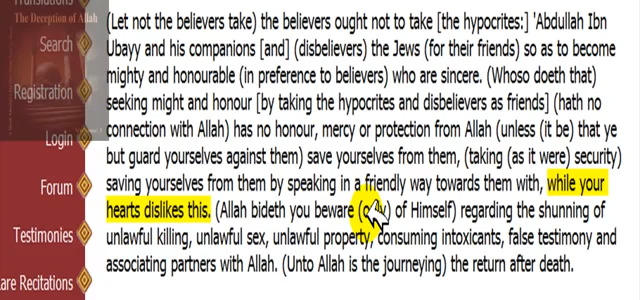 Translations
The Deception of Allah
Search
Registration
Login
Forum
Testimonies
are Recitations
(Let not the believers take) the believers ought not to take [the hypocrites:] 'Abdullah Ibn
Ubayy and his companions [and] (disbelievers) the Jews (for their friends) so as to become
mighty and honourable (in preference to believers) who are sincere. (Whoso doeth that)
seeking might and honour [by taking the hypocrites and disbelievers as friends] (hath no
connection with Allah) has no honour, mercy or protection from Allah (unless (it be) that ye
but guard yourselves against them) save yourselves from them, (taking (as it were) security)
saving yourselves from them by speaking in a friendly way towards them with, while your
hearts dislikes this. (Allah bideth you beware of Himself) regarding the shunning of
unlawful killing, unlawful sex, unlawful property, consuming intoxicants, false testimony and
associating partners with Allah. (Unto Allah is the journeying) the return after death.